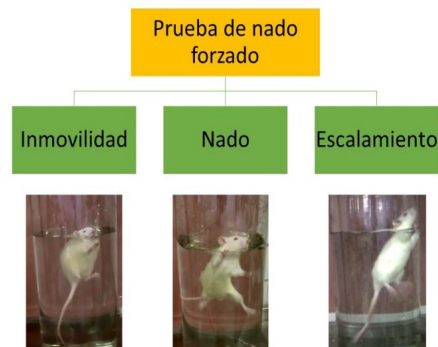 Prueba de nado
forzado
Inmovilidad
Nado
Escalamiento